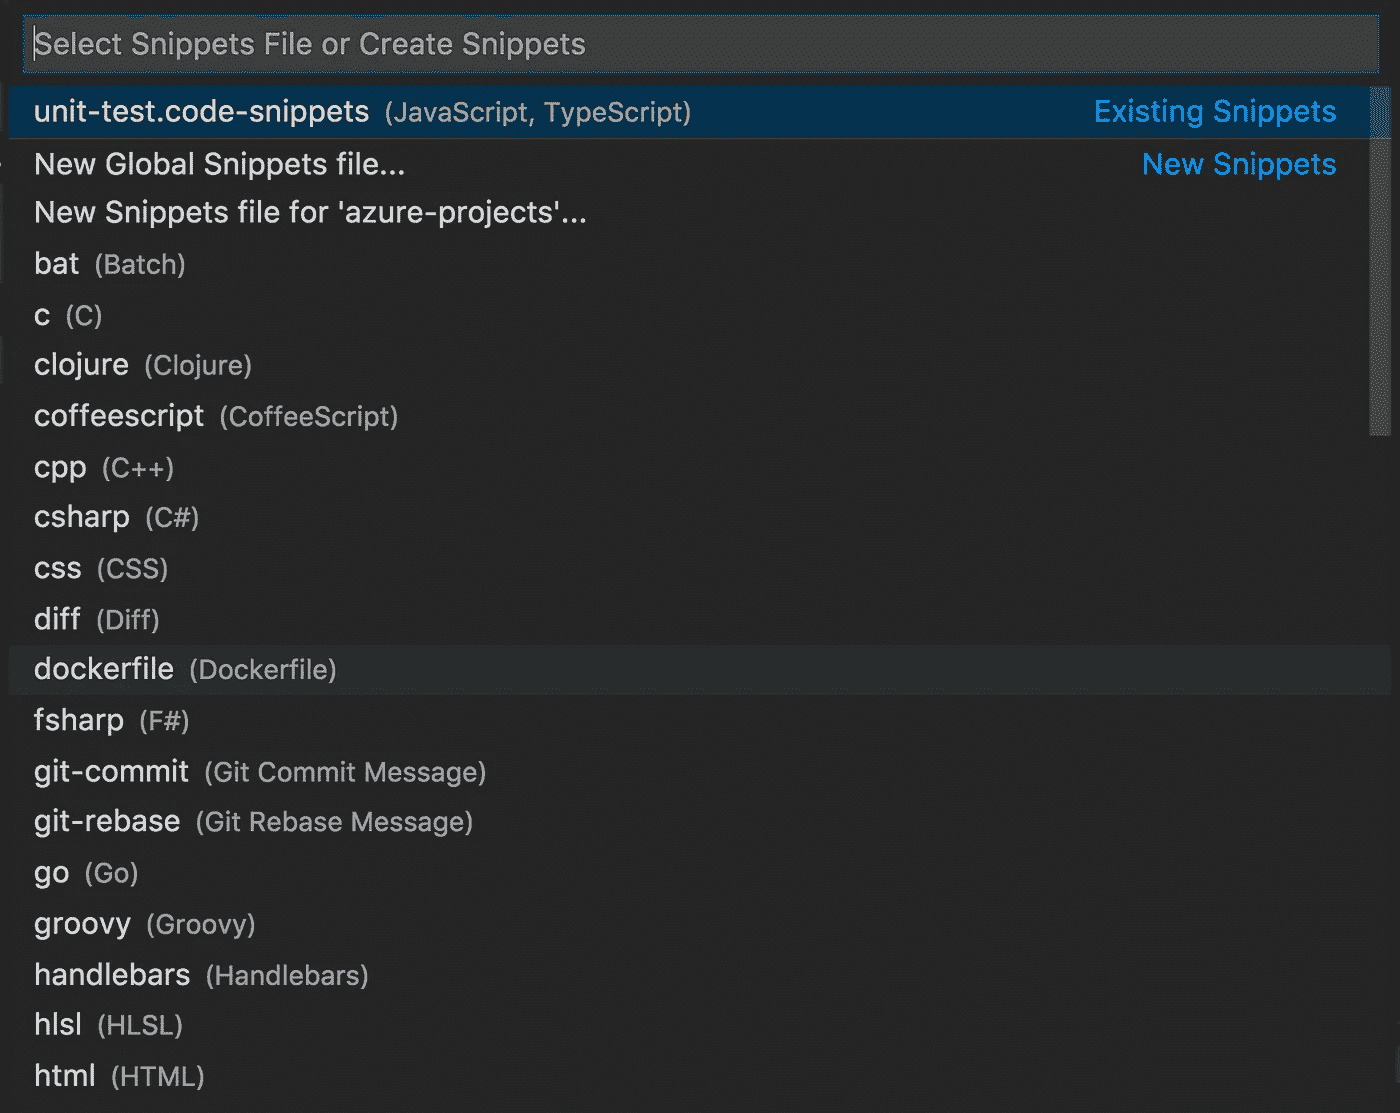 Select Snippets File or Create Snippets
unit-test.code-snippets (JavaScript, TypeScript) Existing Snippets
New Global Snippets file... New Snippets
New Snippets file for 'azure-projects'...
bat (Batch)
c (C)
clojure (Clojure)
coffeescript (CoffeeScript)
cpp (C++)
csharp (C#)
css (CSS)
diff (Diff)
dockerfile (Dockerfile)
fsharp (F#)
git-commit (Git Commit Message)
git-rebase (Git Rebase Message)
go (Go)
groovy (Groovy)
handlebars (Handlebars)
hlsl (HLSL)
html (HTML)